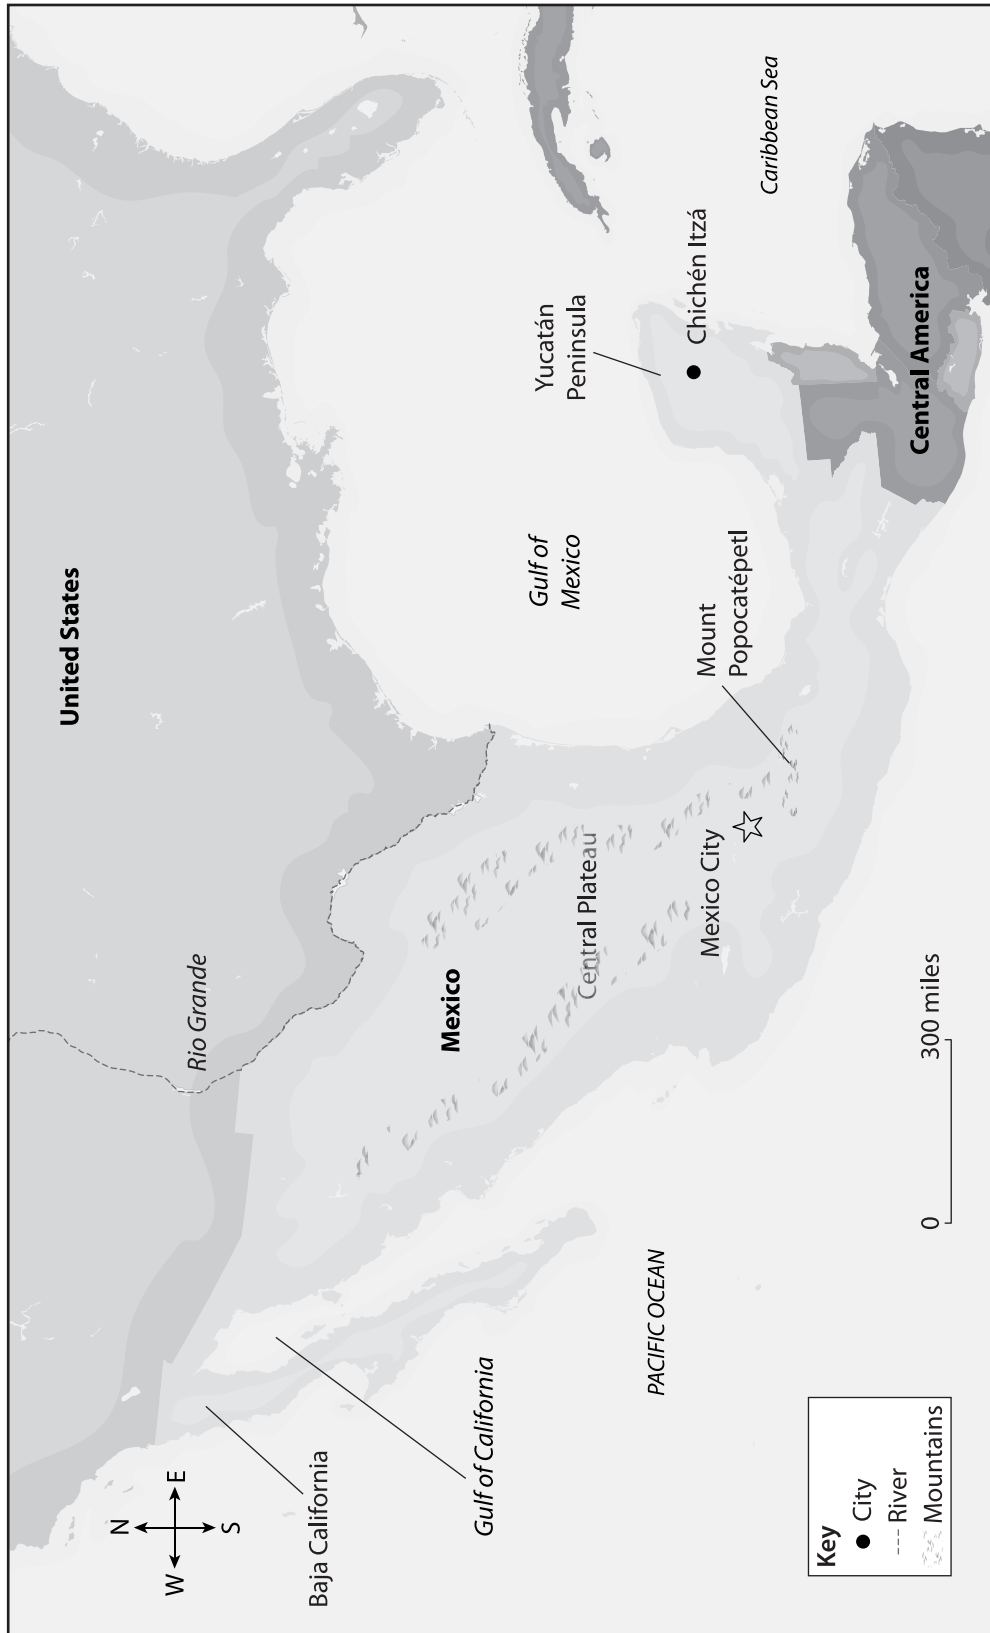 United States
Rio Grande
Mexico
Central Plateau
Mexico City
Mount
Popocatépetl
Gulf of
Mexico
Yucatán
Peninsula
Chichén Itzá
Caribbean Sea
Central America
Baja California
Gulf of California
PACIFIC OCEAN
N
W
E
S
Key
City
River
Mountains
0
300 miles